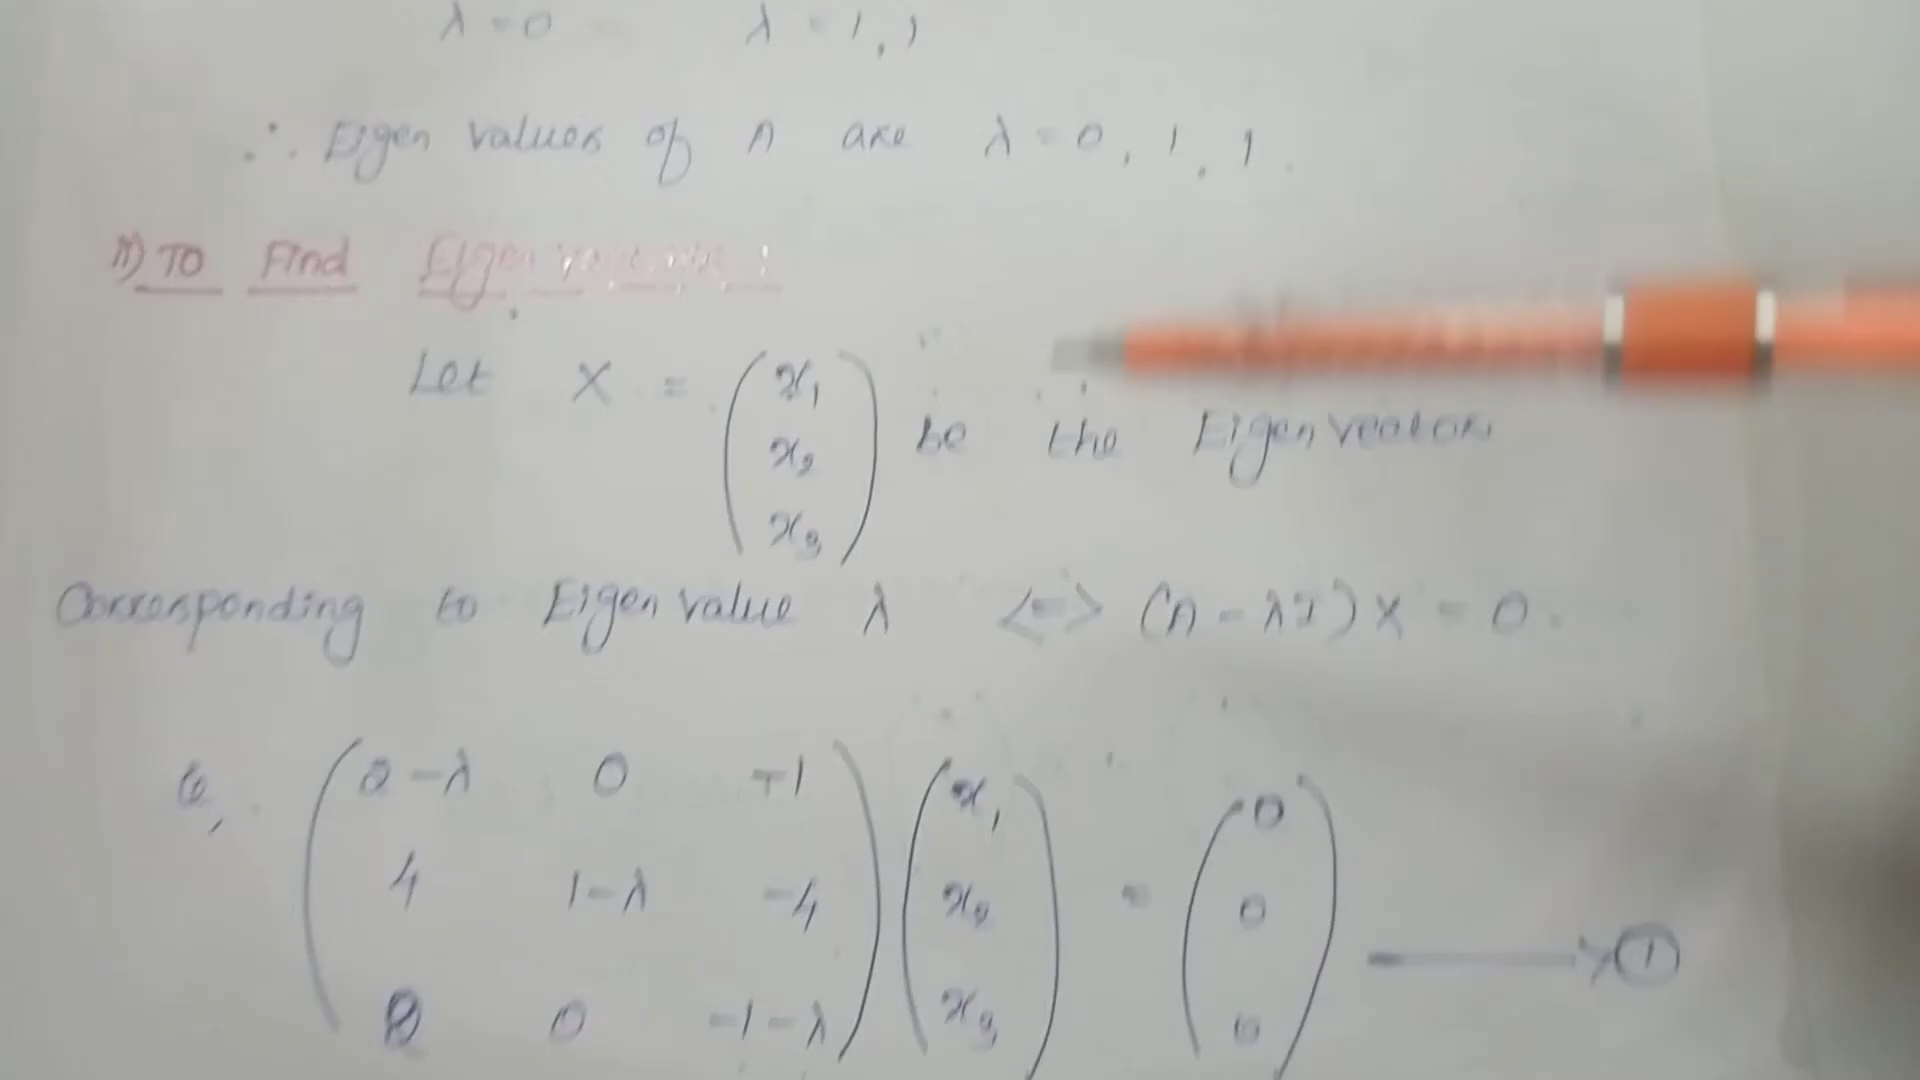 λ = 0 λ = 1, 1
∴ Eigen values of A are λ = 0, 1, 1.
ii) TO Find Eigen vectors :
Let X = (x₁ x₂ x₃) be the Eigen vector
Corresponding to Eigen value λ <=> (A - λI) X = 0.
(2-λ 0 -1) (x₁) = (0)
(4 1-λ -4) (x₂) = (0) → ①
(2 0 -1-λ) (x₃) = (0)